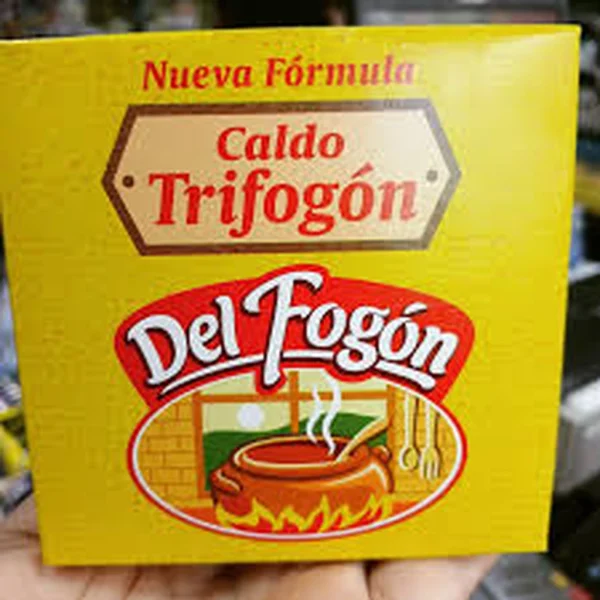 Nueva Fórmula
Caldo
Trifogón
Del Fogón